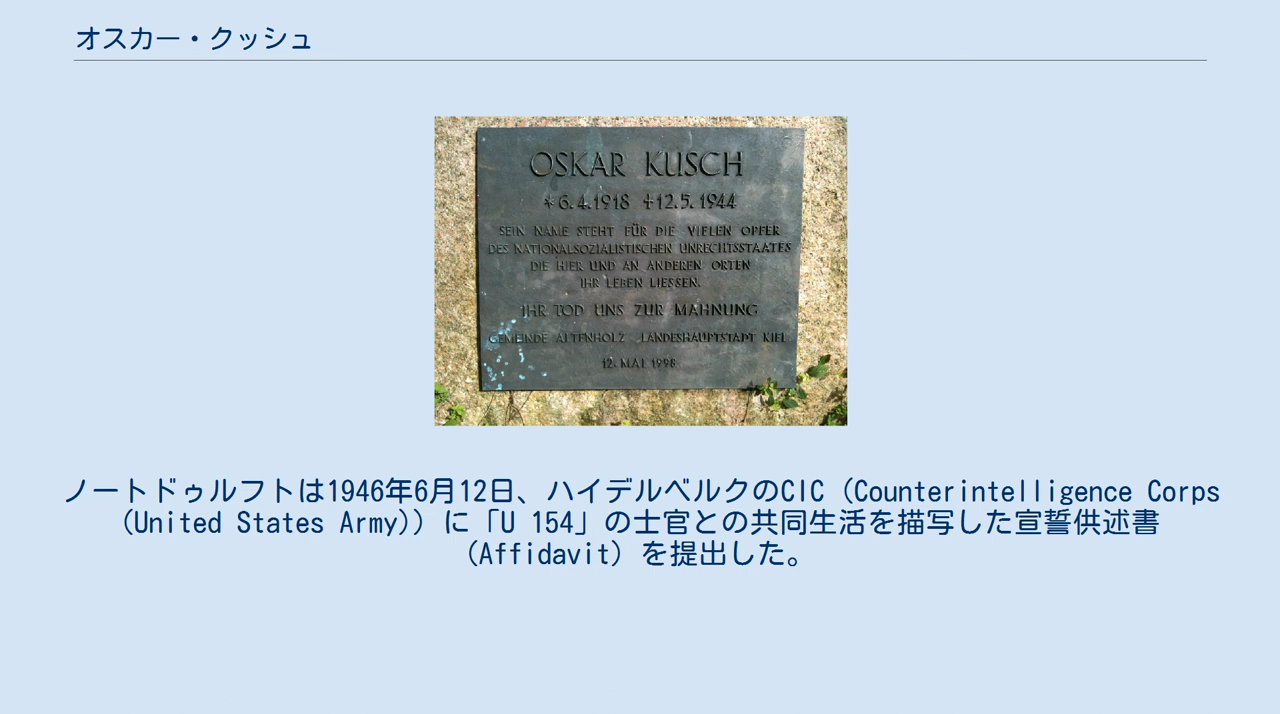 オスカー・クッシュ
OSKAR KUSCH
*6.4.1918 ✝12.5.1944
SEIN NAME STEHT FÜR DIE VIELEN OPFER
DES NATIONALSOZIALISTISCHEN UNRECHTSSTAATES
DIE HIER UND AN ANDEREN ORTEN
IHR LEBEN LIESSEN.
IHR TOD UNS ZUR MAHNUNG
GEMEINDE ALTENHOLZ LANDESHAUPTSTADT KIEL
12. MAI 1998
ノートドゥルフトは1946年6月12日、ハイデルベルクのCIC（Counterintelligence Corps
（United States Army)）に「U 154」の士官との共同生活を描写した宣誓供述書
（Affidavit）を提出した。